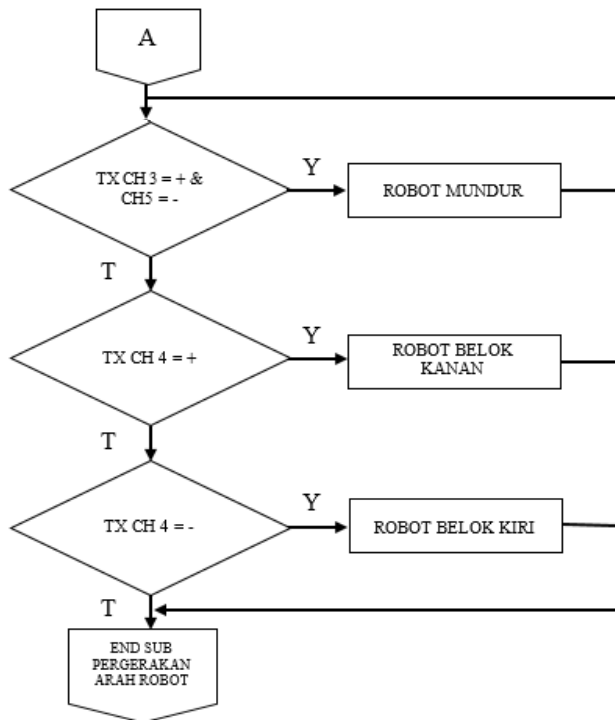 A
TX CH 3 = + &
CH5 = -
Y
ROBOT MUNDUR
T
TX CH 4 = +
Y
ROBOT BELOK
KANAN
T
TX CH 4 = -
Y
ROBOT BELOK KIRI
T
END SUB
PERGERAKAN
ARAH ROBOT